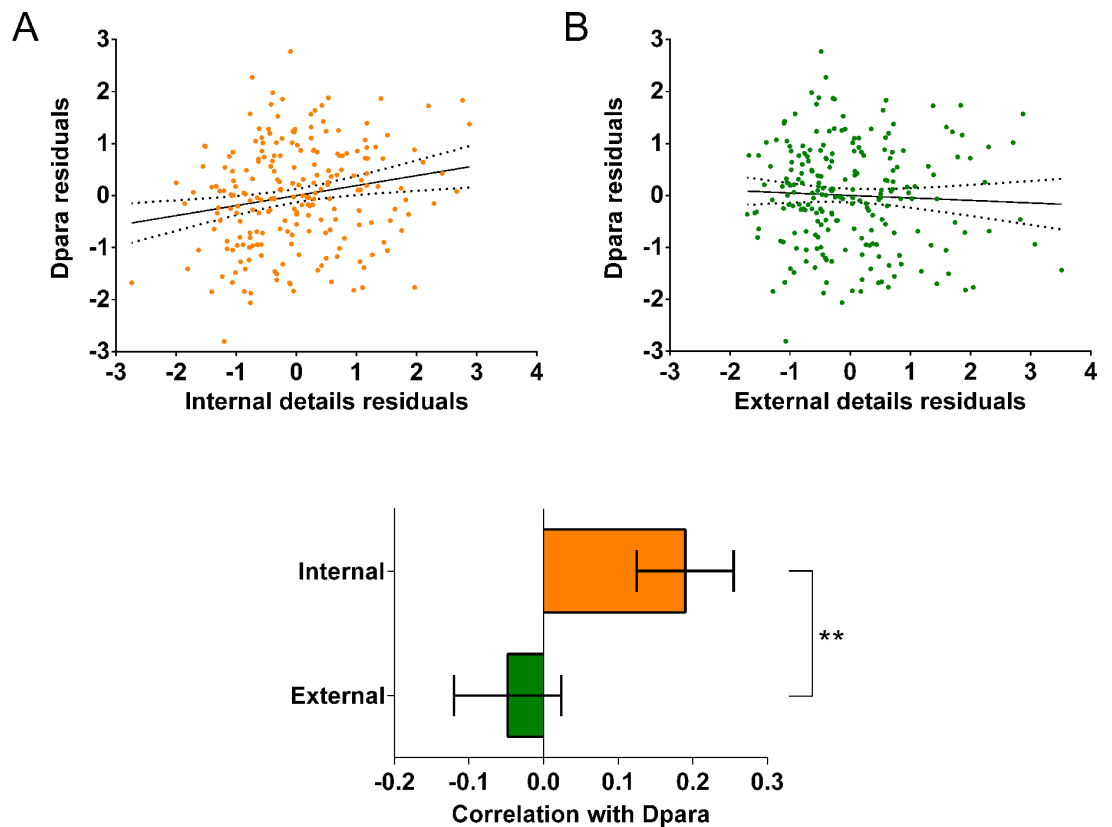 A
3
2
1
0
-1
-2
-3
Dpara residuals
-3 -2 -1 0 1 2 3 4
Internal details residuals
B
3
2
1
0
-1
-2
-3
Dpara residuals
-3 -2 -1 0 1 2 3 4
External details residuals
Internal
External
**
-0.2 -0.1 0.0 0.1 0.2 0.3
Correlation with Dpara